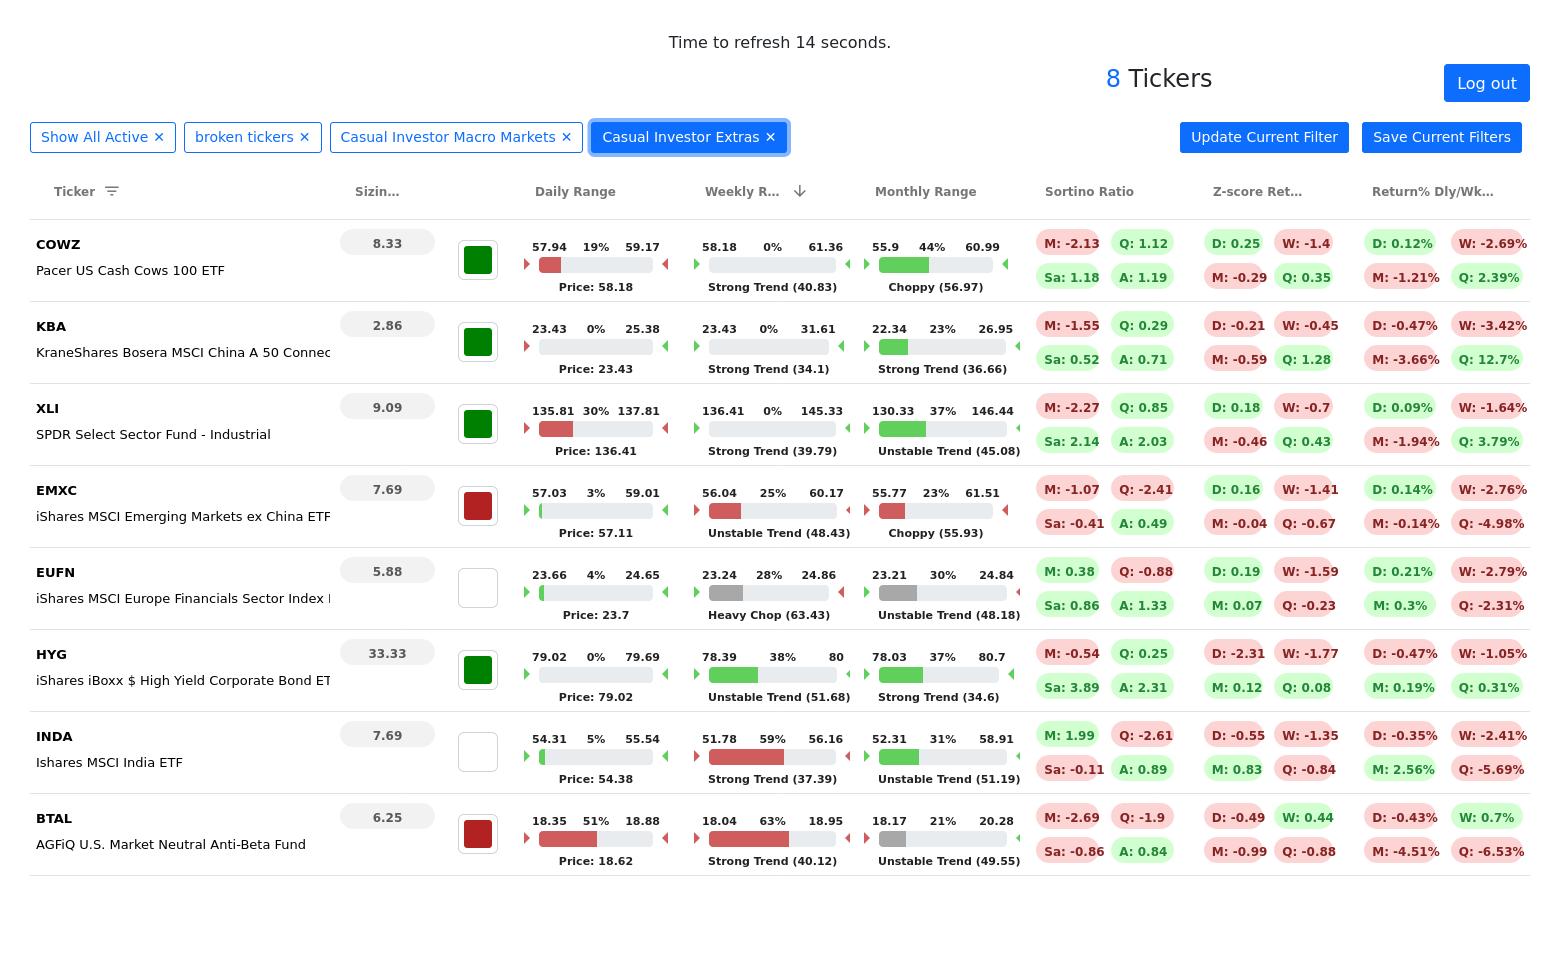 Time to refresh 14 seconds.
8 Tickers
Log out
Show All Active ✕ broken tickers ✕ Casual Investor Macro Markets ✕ Casual Investor Extras ✕ Update Current Filter Save Current Filters
Ticker Sizin... Daily Range Weekly R... Monthly Range Sortino Ratio Z-score Ret... Return% Dly/Wk...
COWZ 8.33 57.94 19% 59.17 58.18 0% 61.36 55.9 44% 60.99 M: -2.13 Q: 1.12 D: 0.25 W: -1.4 D: 0.12% W: -2.69%
Pacer US Cash Cows 100 ETF Sa: 1.18 A: 1.19 M: -0.29 Q: 0.35 M: -1.21% Q: 2.39%
Price: 58.18 Strong Trend (40.83) Choppy (56.97)
KBA 2.86 23.43 0% 25.38 23.43 0% 31.61 22.34 23% 26.95 M: -1.55 Q: 0.29 D: -0.21 W: -0.45 D: -0.47% W: -3.42%
KraneShares Bosera MSCI China A 50 Connec Sa: 0.52 A: 0.71 M: -0.59 Q: 1.28 M: -3.66% Q: 12.7%
Price: 23.43 Strong Trend (34.1) Strong Trend (36.66)
XLI 9.09 135.81 30% 137.81 136.41 0% 145.33 130.33 37% 146.44 M: -2.27 Q: 0.85 D: 0.18 W: -0.7 D: 0.09% W: -1.64%
SPDR Select Sector Fund - Industrial Sa: 2.14 A: 2.03 M: -0.46 Q: 0.43 M: -1.94% Q: 3.79%
Price: 136.41 Strong Trend (39.79) Unstable Trend (45.08)
EMXC 7.69 57.03 3% 59.01 56.04 25% 60.17 55.77 23% 61.51 M: -1.07 Q: -2.41 D: 0.16 W: -1.41 D: 0.14% W: -2.76%
iShares MSCI Emerging Markets ex China ETF Sa: -0.41 A: 0.49 M: -0.04 Q: -0.67 M: -0.14% Q: -4.98%
Price: 57.11 Unstable Trend (48.43) Choppy (55.93)
EUFN 5.88 23.66 4% 24.65 23.24 28% 24.86 23.21 30% 24.84 M: 0.38 Q: -0.88 D: 0.19 W: -1.59 D: 0.21% W: -2.79%
iShares MSCI Europe Financials Sector Index Sa: 0.86 A: 1.33 M: 0.07 Q: -0.23 M: 0.3% Q: -2.31%
Price: 23.7 Heavy Chop (63.43) Unstable Trend (48.18)
HYG 33.33 79.02 0% 79.69 78.39 38% 80 78.03 37% 80.7 M: -0.54 Q: 0.25 D: -2.31 W: -1.77 D: -0.47% W: -1.05%
iShares iBoxx $ High Yield Corporate Bond ET Sa: 3.89 A: 2.31 M: 0.12 Q: 0.08 M: 0.19% Q: 0.31%
Price: 79.02 Unstable Trend (51.68) Strong Trend (34.6)
INDA 7.69 54.31 5% 55.54 51.78 59% 56.16 52.31 31% 58.91 M: 1.99 Q: -2.61 D: -0.55 W: -1.35 D: -0.35% W: -2.41%
Ishares MSCI India ETF Sa: -0.11 A: 0.89 M: 0.83 Q: -0.84 M: 2.56% Q: -5.69%
Price: 54.38 Strong Trend (37.39) Unstable Trend (51.19)
BTAL 6.25 18.35 51% 18.88 18.04 63% 18.95 18.17 21% 20.28 M: -2.69 Q: -1.9 D: -0.49 W: 0.44 D: -0.43% W: 0.7%
AGFiQ U.S. Market Neutral Anti-Beta Fund Sa: -0.86 A: 0.84 M: -0.99 Q: -0.88 M: -4.51% Q: -6.53%
Price: 18.62 Strong Trend (40.12) Unstable Trend (49.55)